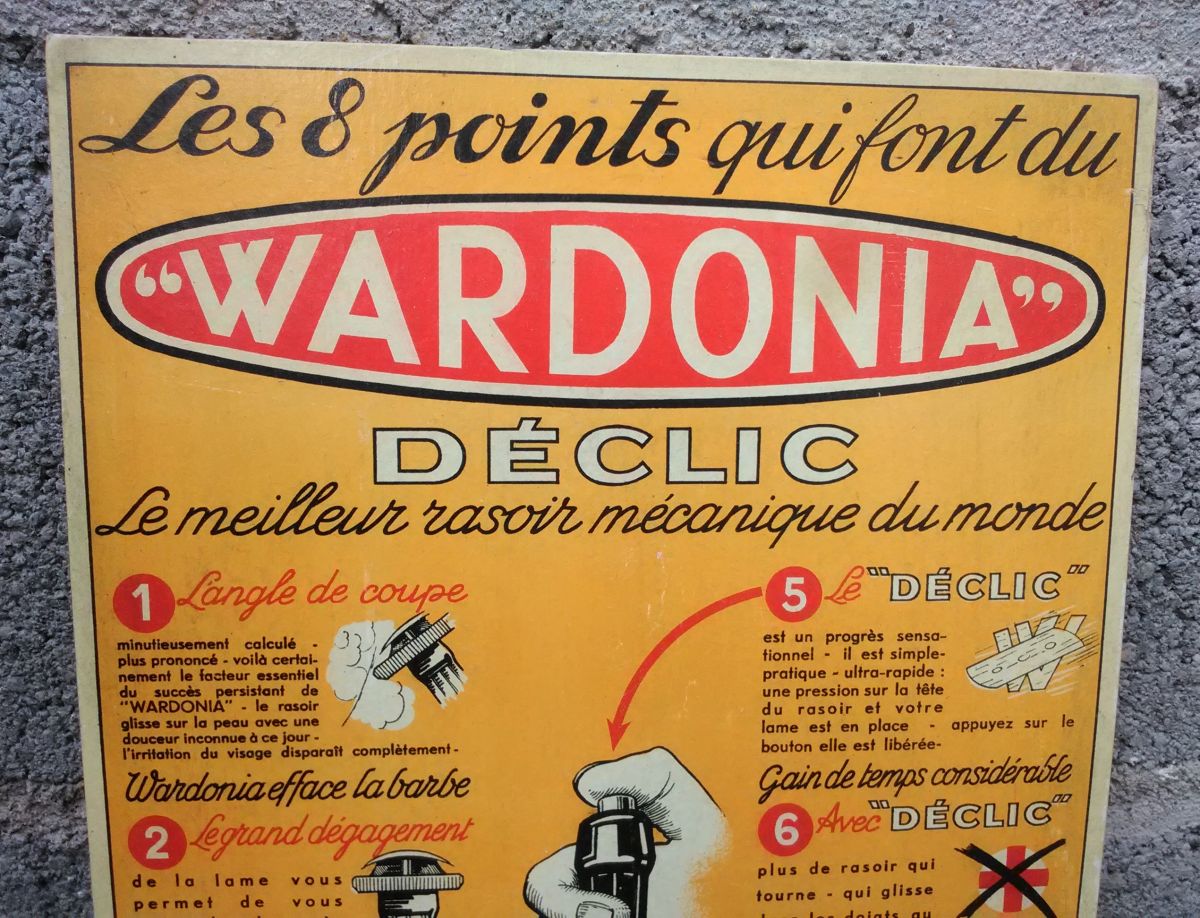 Les 8 points qui font du
“WARDONIA”
DÉCLIC
Le meilleur rasoir mécanique du monde
1 L'angle de coupe
minutieusement calculé -
plus prononcé - voilà certai-
nement le facteur essentiel
du succès persistant de
“WARDONIA” - le rasoir
glisse sur la peau avec une
douceur inconnue à ce jour -
l'irritation du visage disparaît complètement -
Wardonia efface la barbe
2 Le grand dégagement
de la lame vous
permet de vous
5 Le “DÉCLIC”
est un progrès sensa-
tionnel - il est simple-
pratique - ultra-rapide :
une pression sur la tête
du rasoir et votre
lame est en place - appuyez sur le
bouton elle est libérée-
Gain de temps considérable
6 Avec “DÉCLIC”
plus de rasoir qui
tourne - qui glisse